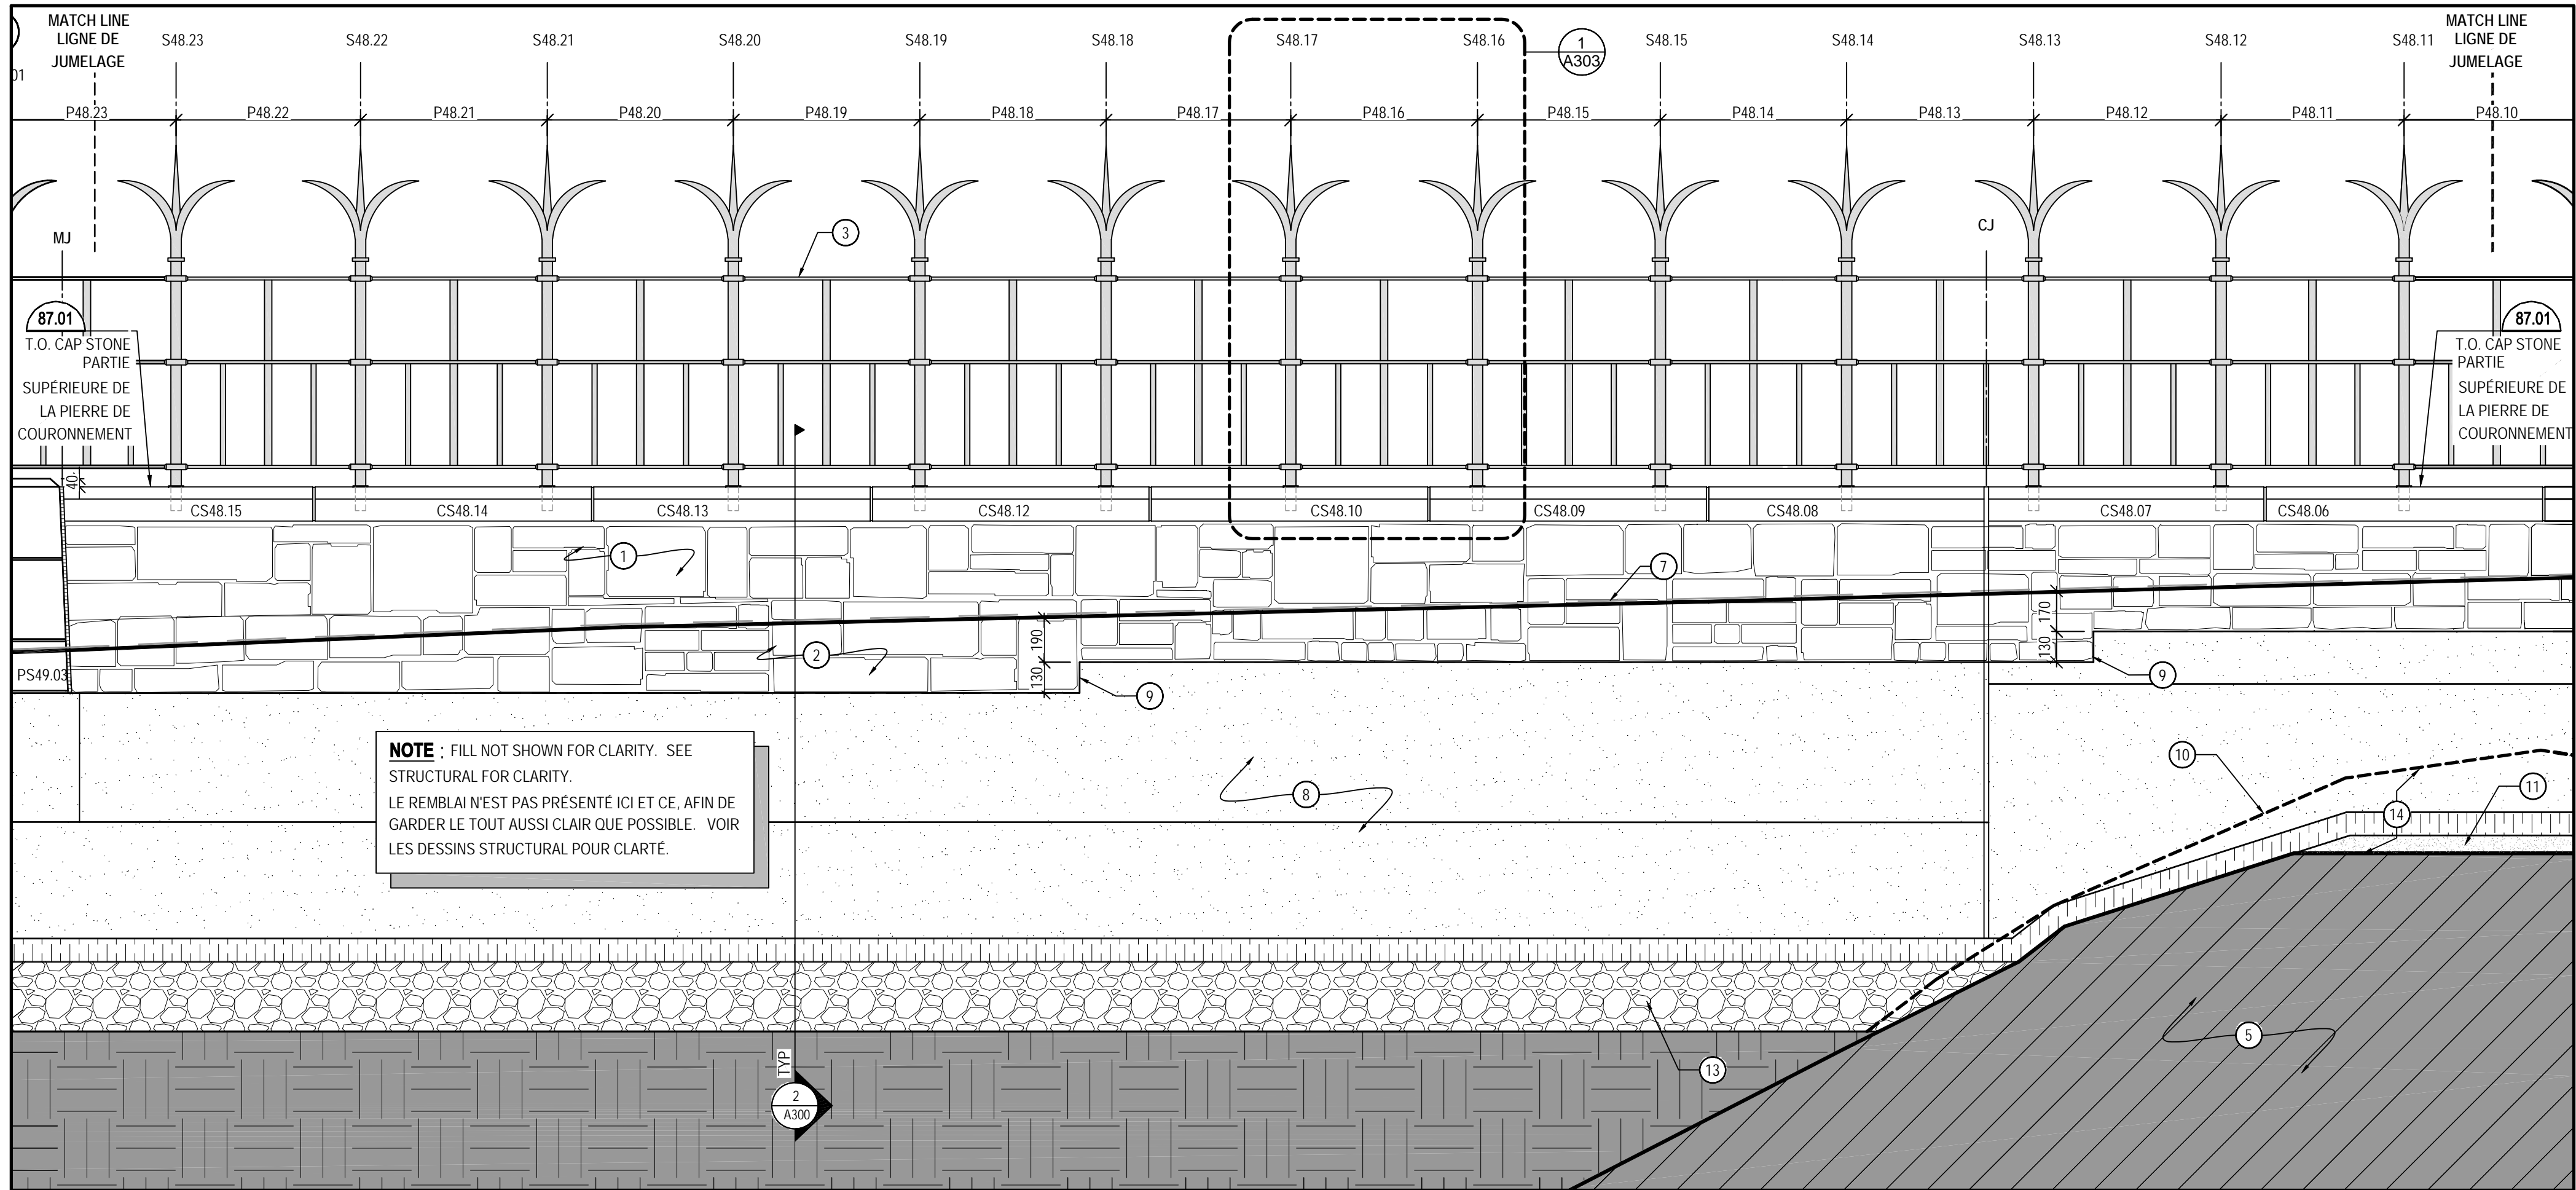 MATCH LINE
LIGNE DE
JUMELAGE
S48.23
S48.22
S48.21
S48.20
S48.19
S48.18
S48.17
S48.16
1
A303
S48.15
S48.14
S48.13
S48.12
S48.11
MATCH LINE
LIGNE DE
JUMELAGE
01
P48.23
P48.22
P48.21
P48.20
P48.19
P48.18
P48.17
P48.16
P48.15
P48.14
P48.13
P48.12
P48.11
P48.10
MJ
3
CJ
87.01
T.O. CAP STONE
PARTIE
SUPÉRIEURE DE
LA PIERRE DE
COURONNEMENT
87.01
T.O. CAP STONE
PARTIE
SUPÉRIEURE DE
LA PIERRE DE
COURONNEMENT
40
CS48.15
CS48.14
CS48.13
CS48.12
CS48.10
CS48.09
CS48.08
CS48.07
CS48.06
1
7
2
190
130
170
130
PS49.03
9
9
NOTE : FILL NOT SHOWN FOR CLARITY. SEE
STRUCTURAL FOR CLARITY.
LE REMBLAI N'EST PAS PRÉSENTÉ ICI ET CE, AFIN DE
GARDER LE TOUT AUSSI CLAIR QUE POSSIBLE. VOIR
LES DESSINS STRUCTURAL POUR CLARTÉ.
8
10
11
14
5
13
TYP
2
A300